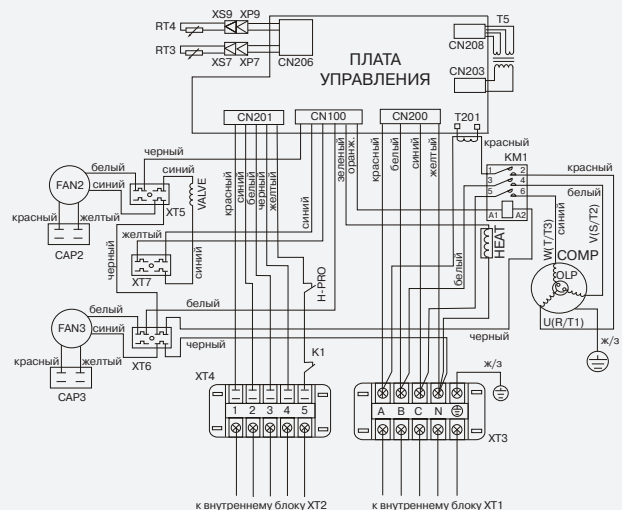 RT4
XS9 XP9
RT3
XS7 XP7
CN206
ПЛАТА
УПРАВЛЕНИЯ
T5
CN208
CN203
CN201
CN100
CN200
T201
черный
белый
синий
FAN2
синий
красный
желтый
CAP2
XT5
VALVE
желтый
черный
XT7
синий
белый
FAN3
белый
синий
красный
желтый
CAP3
XT6
черный
красный
синий
белый
черный
желтый
синий
зеленый
оранж.
красный
белый
синий
желтый
красный
KM1
1 2
3 4
5 6
A1 A2
красный
белый
синий
W(T/T3)
V(S/T2)
HEAT
белый
COMP
OLP
U(R/T1)
черный
ж/з
H-PRO
K1
XT4
1 2 3 4 5
ж/з
A B C N
XT3
к внутреннему блоку XT2
к внутреннему блоку XT1